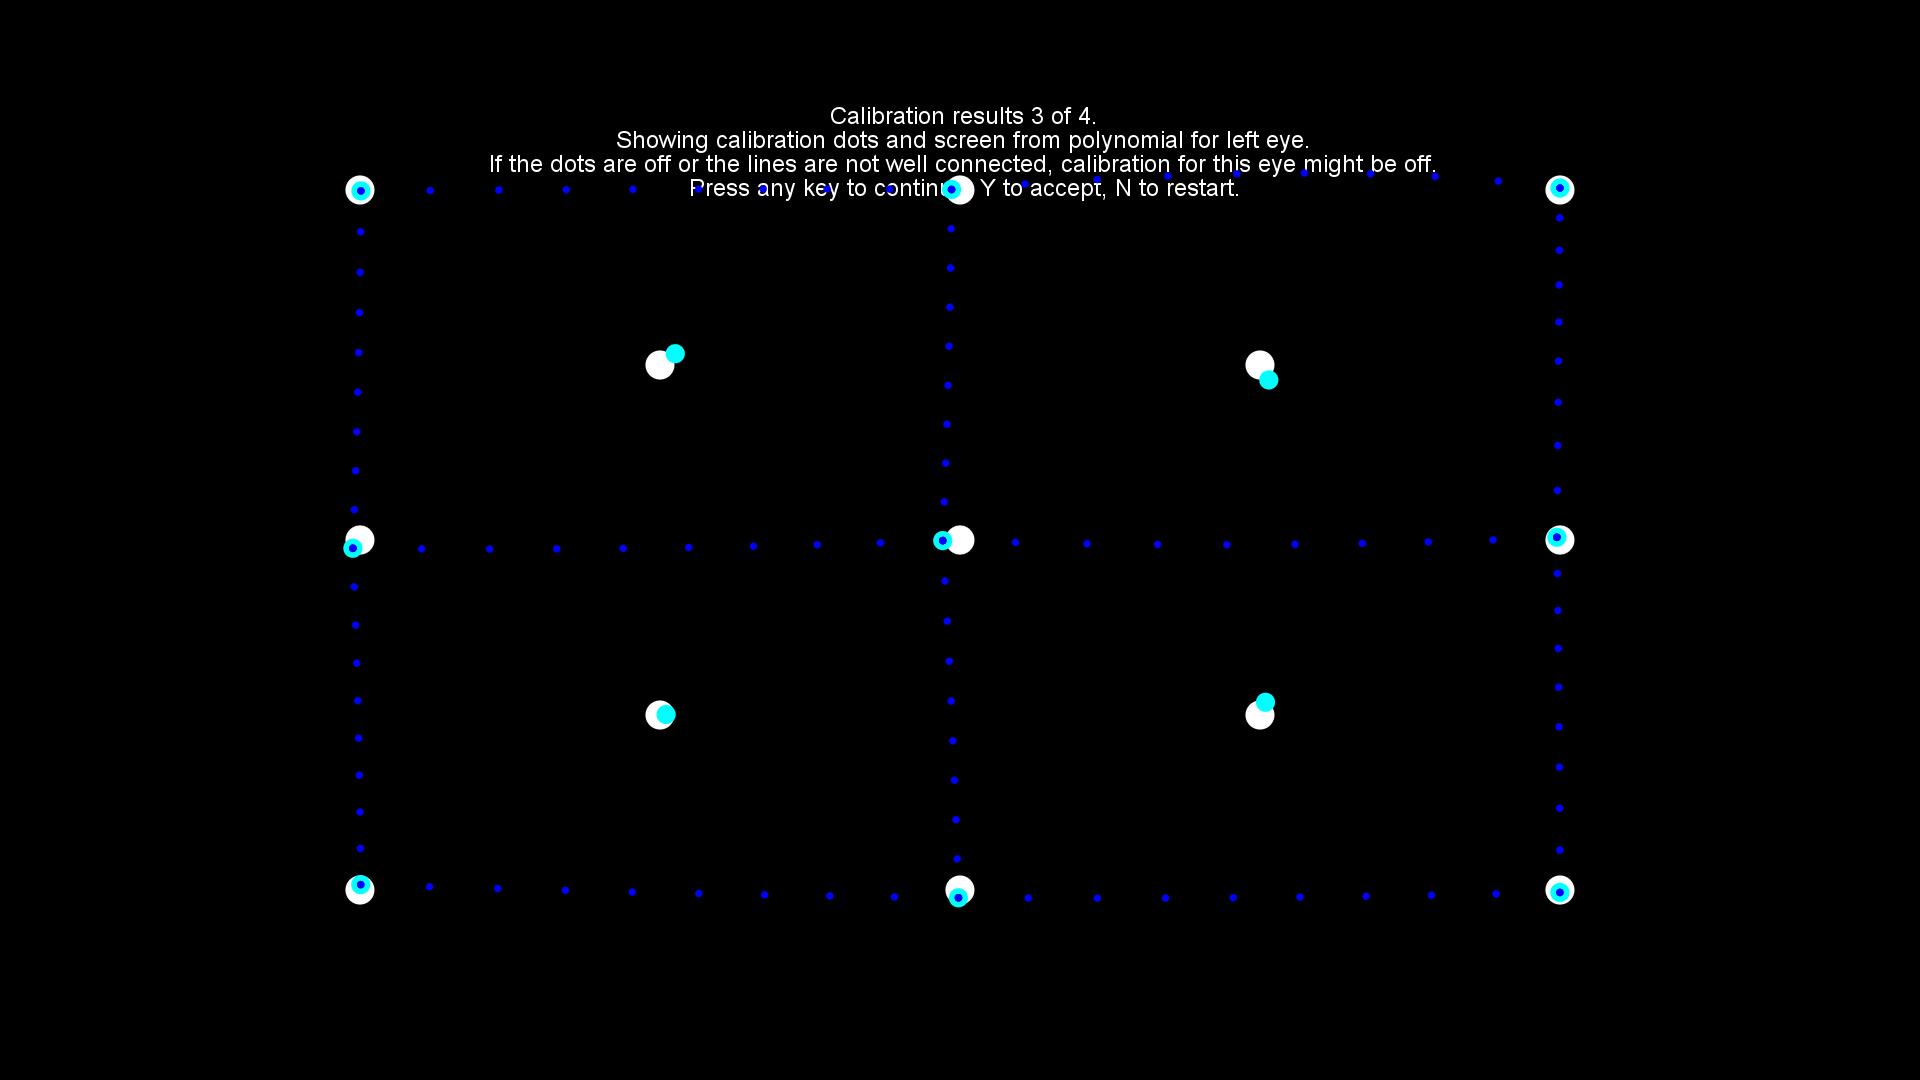 Calibration results 3 of 4.
Showing calibration dots and screen from polynomial for left eye.
If the dots are off or the lines are not well connected, calibration for this eye might be off.
Press any key to continue, Y to accept, N to restart.